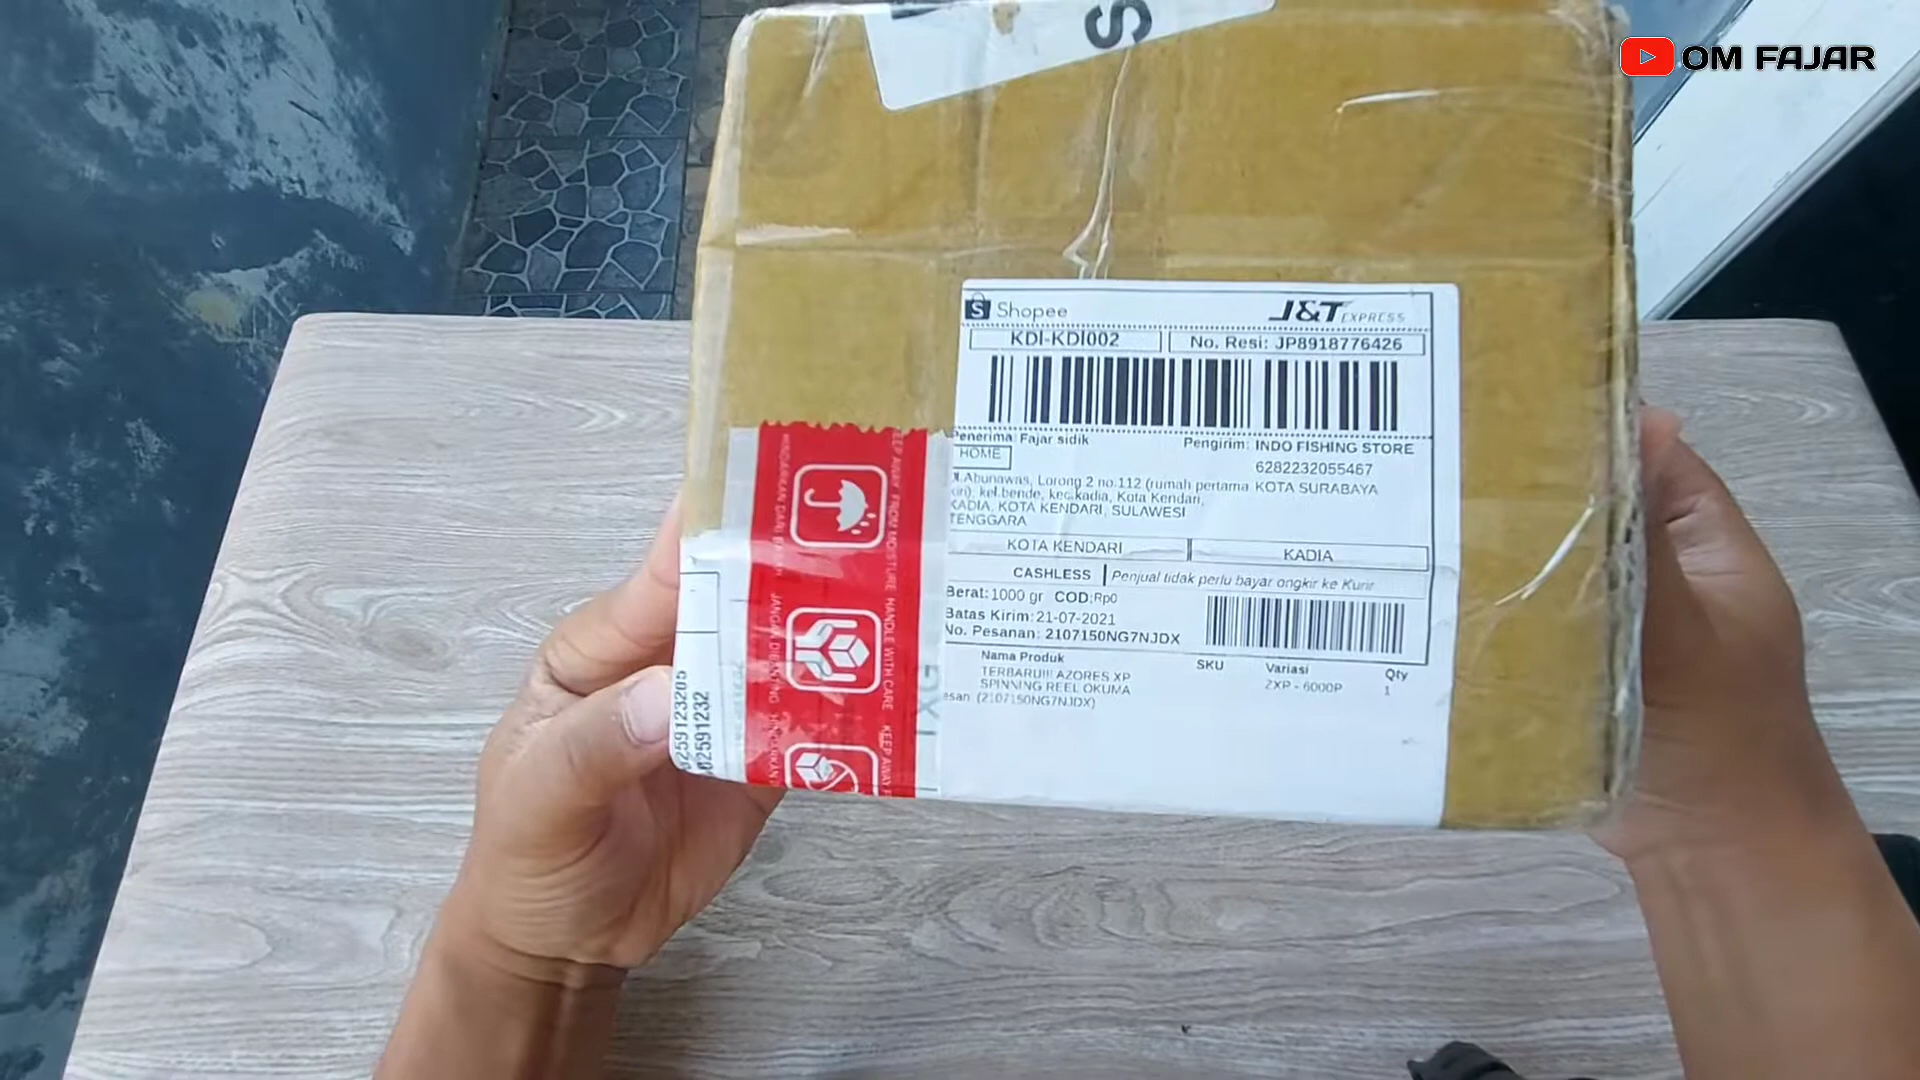 OM FAJAR
S
Shopee
J&T EXPRESS
KDI-KDI002
No. Resi: JP8918776426
Penerima: Fajar sidik
Pengirim: INDO FISHING STORE
HOME
6282232055467
KOTA SURABAYA
Abunawas, Lorong 2 no.112 (rumah pertama
kel.bende, kec.kadia, Kota Kendari,
KADIA, KOTA KENDARI, SULAWESI
TENGGARA
KOTA KENDARI
KADIA
CASHLESS
Penjual tidak perlu bayar ongkir ke Kurir
Berat: 1000 gr COD:Rp0
Batas Kirim: 21-07-2021
No. Pesanan: 2107150NG7NJDX
Nama Produk SKU Variasi Qty
TERBARU!!! AZORES XP
SPINNING REEL OKUMA
2XP - 6000P
1
esan (2107150NG7NJDX)
KEEP AWAY FROM MOISTURE HANDLE WITH CARE KEEP AWAY F